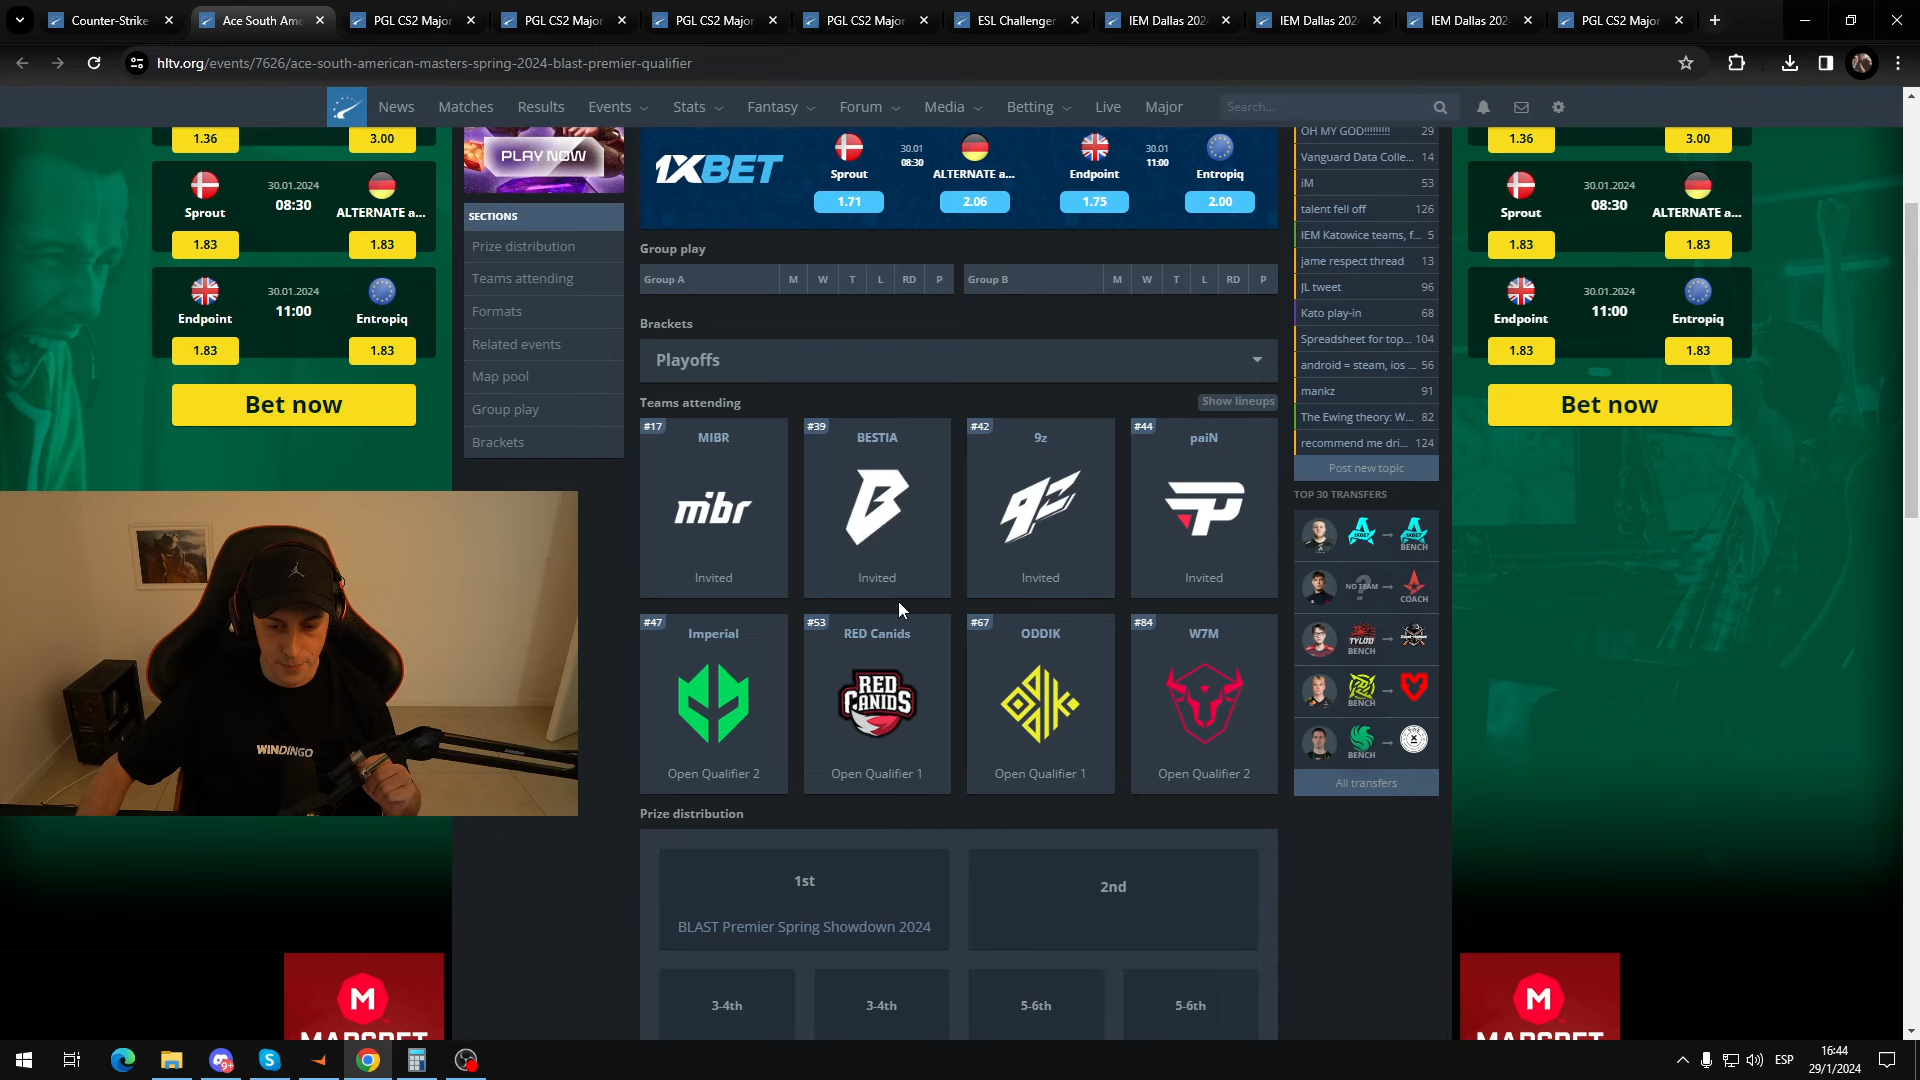 Counter-Strike
Ace South Ame
PGL CS2 Major
PGL CS2 Major
PGL CS2 Major
PGL CS2 Major
ESL Challenger
IEM Dallas 202
IEM Dallas 202
IEM Dallas 202
PGL CS2 Major
hltv.org/events/7626/ace-south-american-masters-spring-2024-blast-premier-qualifier
News Matches Results Events Stats Fantasy Forum Media Betting Live Major Search...
1.36 3.00
30.01.2024
08:30
Sprout ALTERNATE a...
1.83 1.83
30.01.2024
11:00
Endpoint Entropiq
1.83 1.83
Bet now
PLAY NOW
SECTIONS
Prize distribution
Teams attending
Formats
Related events
Map pool
Group play
Brackets
1XBET
30.01
08:30
Sprout ALTERNATE a...
1.71 2.06
30.01
11:00
Endpoint Entropiq
1.75 2.00
Group play
Group A M W T L RD P
Group B M W T L RD P
Brackets
Playoffs
Teams attending
Show lineups
#17
MIBR
mibr
Invited
#39
BESTIA
B
Invited
#42
9z
9z
Invited
#44
paiN
Invited
#47
Imperial
Open Qualifier 2
#53
RED Canids
RED
CANIDS
Open Qualifier 1
#67
ODDIK
Open Qualifier 1
#84
W7M
Open Qualifier 2
Prize distribution
1st
BLAST Premier Spring Showdown 2024
2nd
3-4th
3-4th
5-6th
5-6th
OH MY GOD!!!!!!!!! 29
Vanguard Data Colle... 14
iM 53
talent fell off 126
IEM Katowice teams, f... 5
jame respect thread 13
JL tweet 96
Kato play-in 68
Spreadsheet for top... 104
android = steam, ios ... 56
mankz 91
The Ewing theory: W... 82
recommend me dri... 124
Post new topic
TOP 30 TRANSFERS
BENCH
NO TEAM
COACH
BENCH
BENCH
BENCH
All transfers
1.36 3.00
30.01.2024
08:30
Sprout ALTERNATE a...
1.83 1.83
30.01.2024
11:00
Endpoint Entropiq
1.83 1.83
Bet now
WINDINGO
M
M
9+
ESP
16:44
29/1/2024